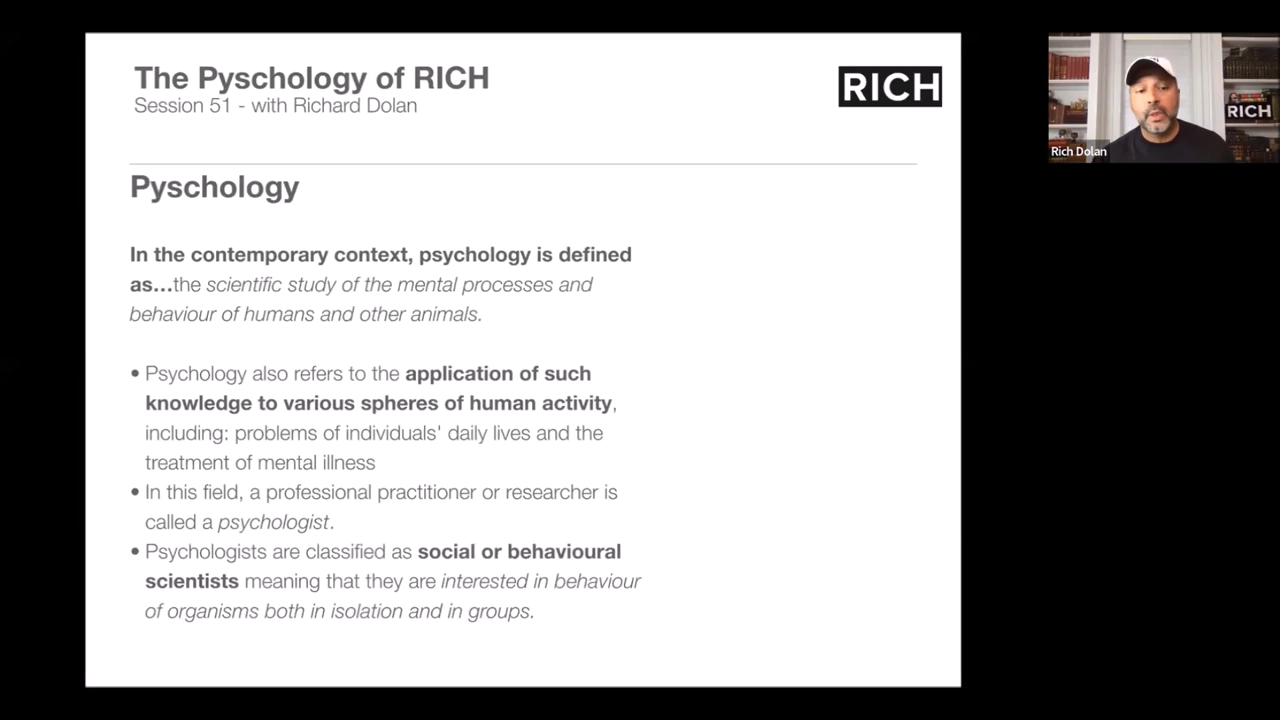 The Pyschology of RICH
Session 51 - with Richard Dolan
RICH
Pyschology
In the contemporary context, psychology is defined
as...the scientific study of the mental processes and
behaviour of humans and other animals.
• Psychology also refers to the application of such
knowledge to various spheres of human activity,
including: problems of individuals' daily lives and the
treatment of mental illness
• In this field, a professional practitioner or researcher is
called a psychologist.
• Psychologists are classified as social or behavioural
scientists meaning that they are interested in behaviour
of organisms both in isolation and in groups.
RICH
Rich Dolan